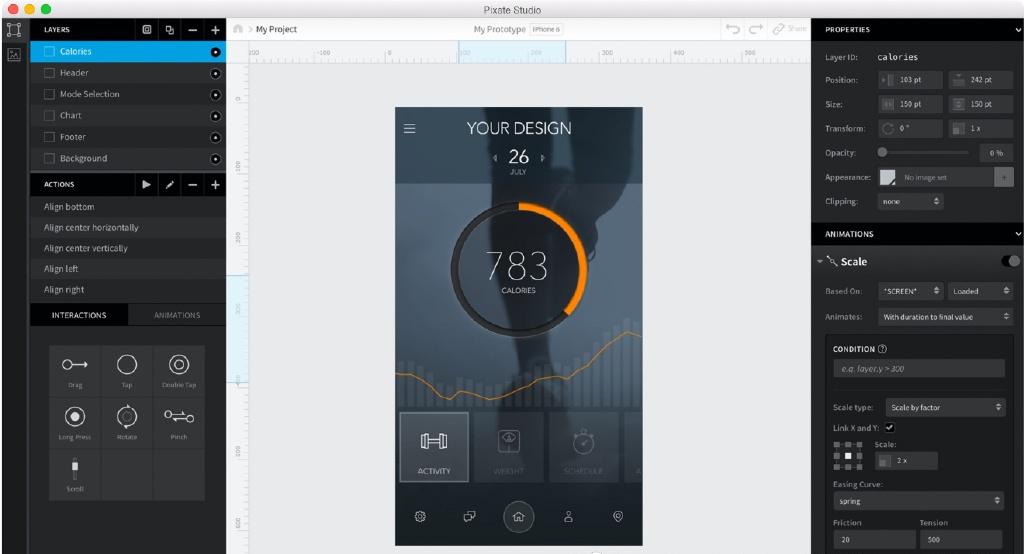 Pixate Studio
LAYERS
Calories
Header
Mode Selection
Chart
Footer
Background
ACTIONS
Align bottom
Align center horizontally
Align center vertically
Align left
Align right
INTERACTIONS ANIMATIONS
Drag Tap Double Tap
Long Press Rotate Pinch
Scroll
> My Project
My Prototype iPhone 6
Share
-100 0 100 200 300 400 500
0
100
200
300
400
500
600
YOUR DESIGN
26
JULY
783
CALORIES
ACTIVITY WEIGHT SCHEDULE A
PROPERTIES
Layer ID: calories
Position: 103 pt 242 pt
Size: 150 pt 150 pt
Transform: 0° 1 x
Opacity: 0 %
Appearance: No image set +
Clipping: none
ANIMATIONS
Scale
Based On: *SCREEN* Loaded
Animates: With duration to final value
CONDITION ?
e.g. layer.y > 300
Scale type: Scale by factor
Link X and Y:
Scale:
2 x
Easing Curve:
spring
Friction Tension
20 500